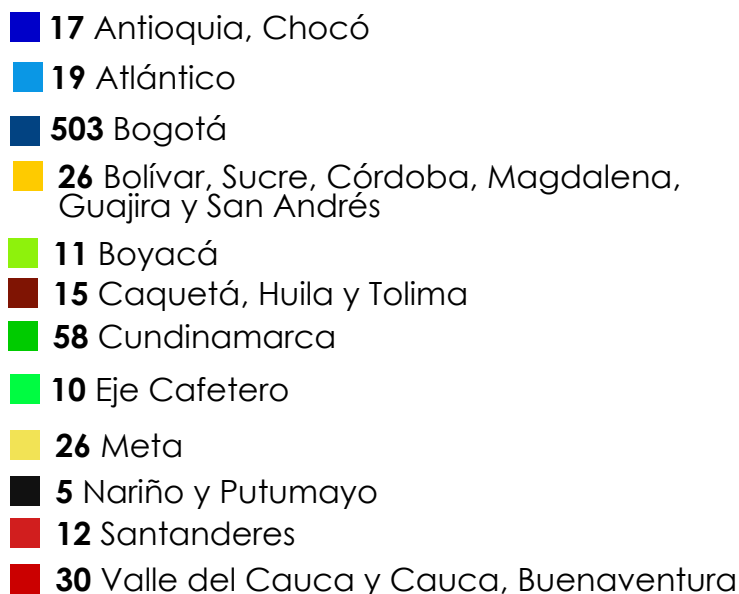 17 Antioquia, Chocó
19 Atlántico
503 Bogotá
26 Bolívar, Sucre, Córdoba, Magdalena,
Guajira y San Andrés
11 Boyacá
15 Caquetá, Huila y Tolima
58 Cundinamarca
10 Eje Cafetero
26 Meta
5 Nariño y Putumayo
12 Santanderes
30 Valle del Cauca y Cauca, Buenaventura